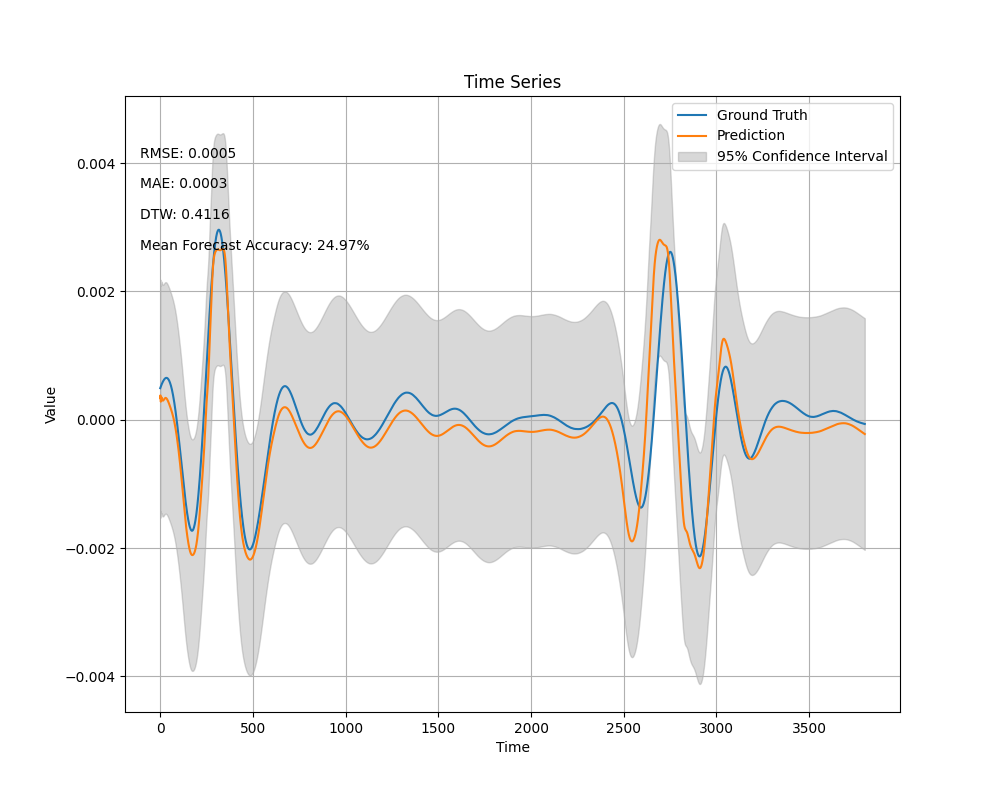 Time Series
Ground Truth
Prediction
95% Confidence Interval
RMSE: 0.0005
MAE: 0.0003
DTW: 0.4116
Mean Forecast Accuracy: 24.97%
Value
0.004
0.002
0.000
−0.002
−0.004
0 500 1000 1500 2000 2500 3000 3500
Time